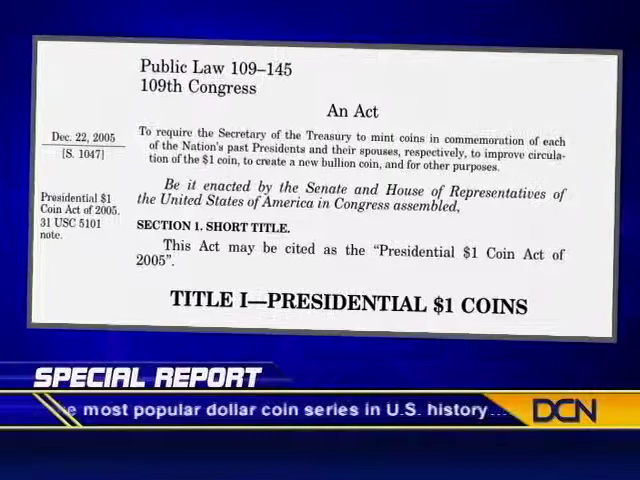 Public Law 109–145
109th Congress
An Act
Dec. 22, 2005
[S. 1047]
To require the Secretary of the Treasury to mint coins in commemoration of each
of the Nation's past Presidents and their spouses, respectively, to improve circula-
tion of the $1 coin, to create a new bullion coin, and for other purposes.
Be it enacted by the Senate and House of Representatives of
the United States of America in Congress assembled,
Presidential $1
Coin Act of 2005.
31 USC 5101
note.
SECTION 1. SHORT TITLE.
This Act may be cited as the “Presidential $1 Coin Act of
2005”.
TITLE I—PRESIDENTIAL $1 COINS
SPECIAL REPORT
e most popular dollar coin series in U.S. history...
DCN